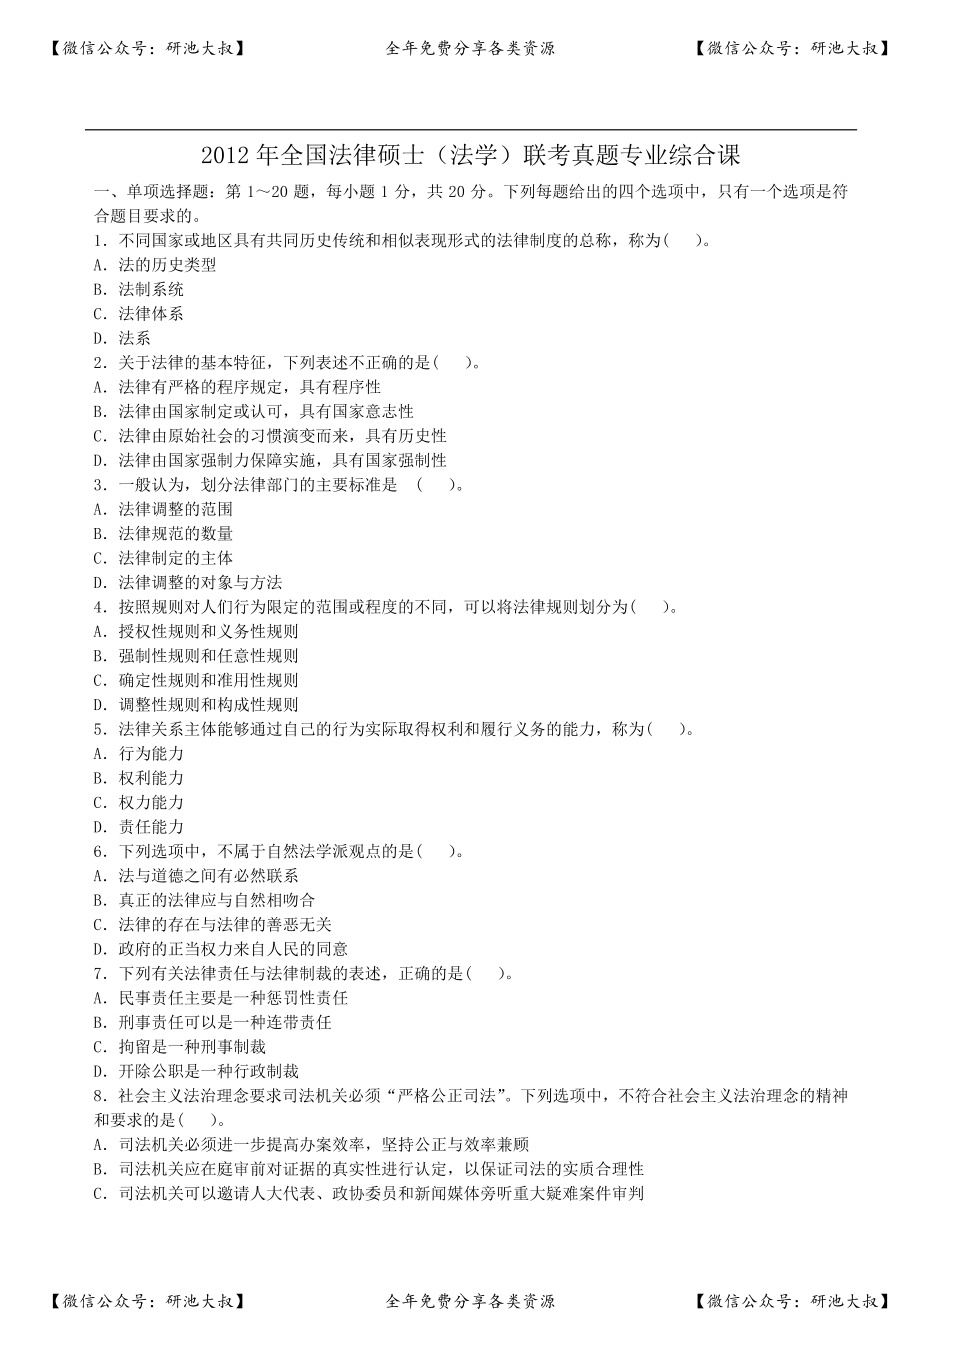 【微信公众号：研池大叔】 全年免费分享各类资源 【微信公众号：研池大叔】
2012 年全国法律硕士（法学）联考真题专业综合课
一、单项选择题：第 1～20 题，每小题 1 分，共 20 分。下列每题给出的四个选项中，只有一个选项是符
合题目要求的。
1．不同国家或地区具有共同历史传统和相似表现形式的法律制度的总称，称为(   )。
A．法的历史类型
B．法制系统
C．法律体系
D．法系
2．关于法律的基本特征，下列表述不正确的是(   )。
A．法律有严格的程序规定，具有程序性
B．法律由国家制定或认可，具有国家意志性
C．法律由原始社会的习惯演变而来，具有历史性
D．法律由国家强制力保障实施，具有国家强制性
3．一般认为，划分法律部门的主要标准是  (   )。
A．法律调整的范围
B．法律规范的数量
C．法律制定的主体
D．法律调整的对象与方法
4．按照规则对人们行为限定的范围或程度的不同，可以将法律规则划分为(   )。
A．授权性规则和义务性规则
B．强制性规则和任意性规则
C．确定性规则和准用性规则
D．调整性规则和构成性规则
5．法律关系主体能够通过自己的行为实际取得权利和履行义务的能力，称为(   )。
A．行为能力
B．权利能力
C．权力能力
D．责任能力
6．下列选项中，不属于自然法学派观点的是(   )。
A．法与道德之间有必然联系
B．真正的法律应与自然相吻合
C．法律的存在与法律的善恶无关
D．政府的正当权力来自人民的同意
7．下列有关法律责任与法律制裁的表述，正确的是(   )。
A．民事责任主要是一种惩罚性责任
B．刑事责任可以是一种连带责任
C．拘留是一种刑事制裁
D．开除公职是一种行政制裁
8．社会主义法治理念要求司法机关必须“严格公正司法”。下列选项中，不符合社会主义法治理念的精神
和要求的是(   )。
A．司法机关必须进一步提高办案效率，坚持公正与效率兼顾
B．司法机关应在庭审前对证据的真实性进行认定，以保证司法的实质合理性
C．司法机关可以邀请人大代表、政协委员和新闻媒体旁听重大疑难案件审判
【微信公众号：研池大叔】 全年免费分享各类资源 【微信公众号：研池大叔】